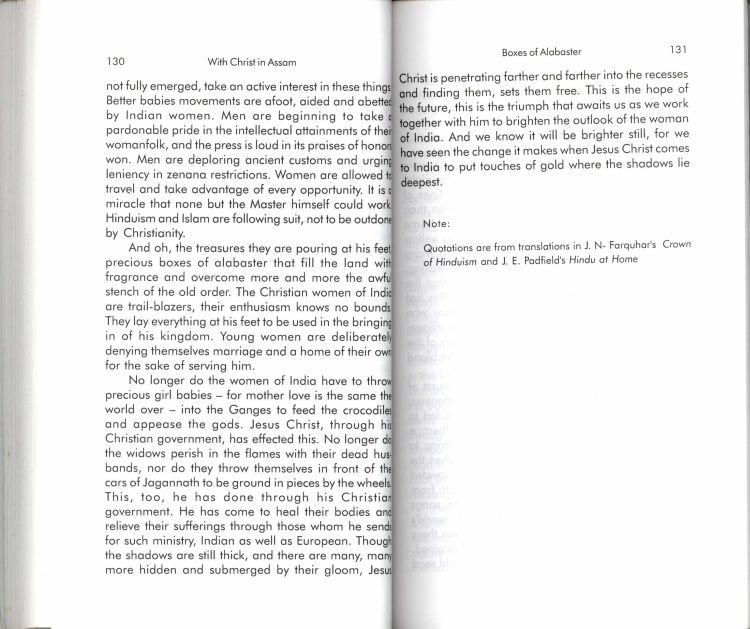 130
With Christ in Assam
not fully emerged, take an active interest in these things
Better babies movements are afoot, aided and abetted
by Indian women. Men are beginning to take a
pardonable pride in the intellectual attainments of their
womanfolk, and the press is loud in its praises of honors
won. Men are deploring ancient customs and urging
leniency in zenana restrictions. Women are allowed to
travel and take advantage of every opportunity. It is a
miracle that none but the Master himself could work
Hinduism and Islam are following suit, not to be outdone
by Christianity.
And oh, the treasures they are pouring at his feet
precious boxes of alabaster that fill the land with
fragrance and overcome more and more the awful
stench of the old order. The Christian women of India
are trail-blazers, their enthusiasm knows no bounds
They lay everything at his feet to be used in the bringing
in of his kingdom. Young women are deliberately
denying themselves marriage and a home of their own
for the sake of serving him.
No longer do the women of India have to throw
precious girl babies – for mother love is the same the
world over – into the Ganges to feed the crocodiles
and appease the gods. Jesus Christ, through his
Christian government, has effected this. No longer do
the widows perish in the flames with their dead hus-
bands, nor do they throw themselves in front of the
cars of Jagannath to be ground in pieces by the wheels
This, too, he has done through his Christian
government. He has come to heal their bodies and
relieve their sufferings through those whom he sends
for such ministry, Indian as well as European. Though
the shadows are still thick, and there are many, many
more hidden and submerged by their gloom, Jesus
Boxes of Alabaster
131
Christ is penetrating farther and farther into the recesses
and finding them, sets them free. This is the hope of
the future, this is the triumph that awaits us as we work
together with him to brighten the outlook of the woman
of India. And we know it will be brighter still, for we
have seen the change it makes when Jesus Christ comes
to India to put touches of gold where the shadows lie
deepest.
Note:
Quotations are from translations in J. N- Farquhar's Crown
of Hinduism and J. E. Padfield's Hindu at Home